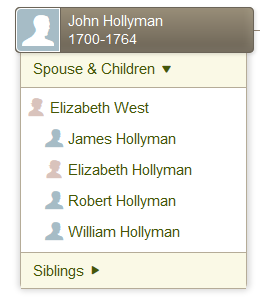 John Hollyman
1700-1764
Spouse & Children
Elizabeth West
James Hollyman
Elizabeth Hollyman
Robert Hollyman
William Hollyman
Siblings